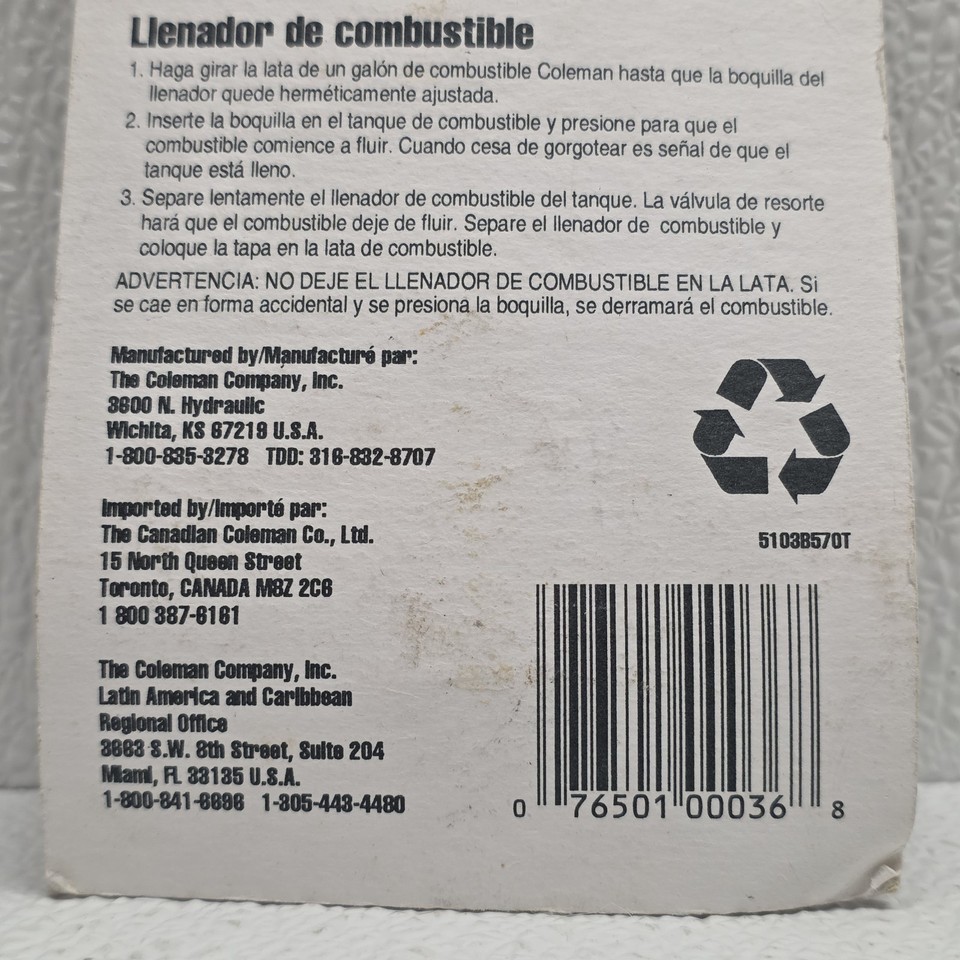 Llenador de combustible
1. Haga girar la lata de un galón de combustible Coleman hasta que la boquilla del
llenador quede herméticamente ajustada.
2. Inserte la boquilla en el tanque de combustible y presione para que el
combustible comience a fluir. Cuando cesa de gorgotear es señal de que el
tanque está lleno.
3. Separe lentamente el llenador de combustible del tanque. La válvula de resorte
hará que el combustible deje de fluir. Separe el llenador de combustible y
coloque la tapa en la lata de combustible.
ADVERTENCIA: NO DEJE EL LLENADOR DE COMBUSTIBLE EN LA LATA. Si
se cae en forma accidental y se presiona la boquilla, se derramará el combustible.
Manufactured by/Manufacturé par:
The Coleman Company, Inc.
3600 N. Hydraulic
Wichita, KS 67219 U.S.A.
1-800-835-3278 TDD: 316-832-8707
Imported by/Importé par:
The Canadian Coleman Co., Ltd.
15 North Queen Street
Toronto, CANADA M8Z 2C6
1 800 387-6161
The Coleman Company, Inc.
Latin America and Caribbean
Regional Office
3663 S.W. 8th Street, Suite 204
Miami, FL 33135 U.S.A.
1-800-841-6696 1-305-443-4480
5103B570T
0 76501 00036 8